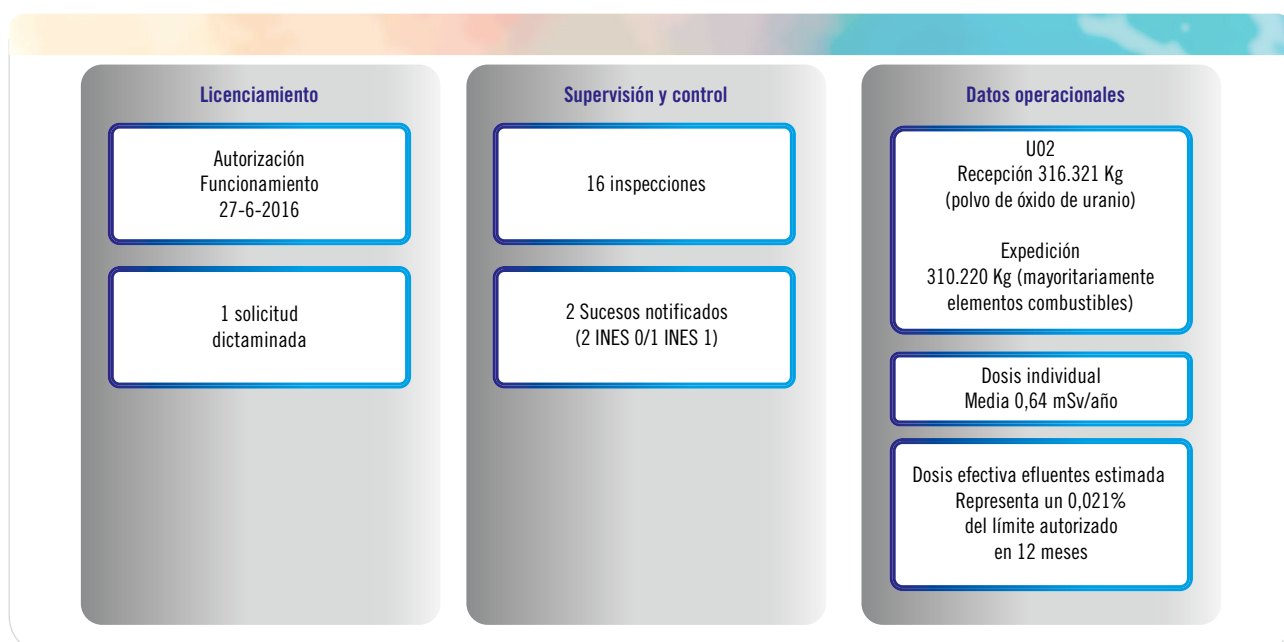 Licenciamiento
Autorización
Funcionamiento
27-6-2016
1 solicitud
dictaminada
Supervisión y control
16 inspecciones
2 Sucesos notificados
(2 INES 0/1 INES 1)
Datos operacionales
UO2
Recepción 316.321 Kg
(polvo de óxido de uranio)
Expedición
310.220 Kg (mayoritariamente
elementos combustibles)
Dosis individual
Media 0,64 mSv/año
Dosis efectiva efluentes estimada
Representa un 0,021%
del límite autorizado
en 12 meses